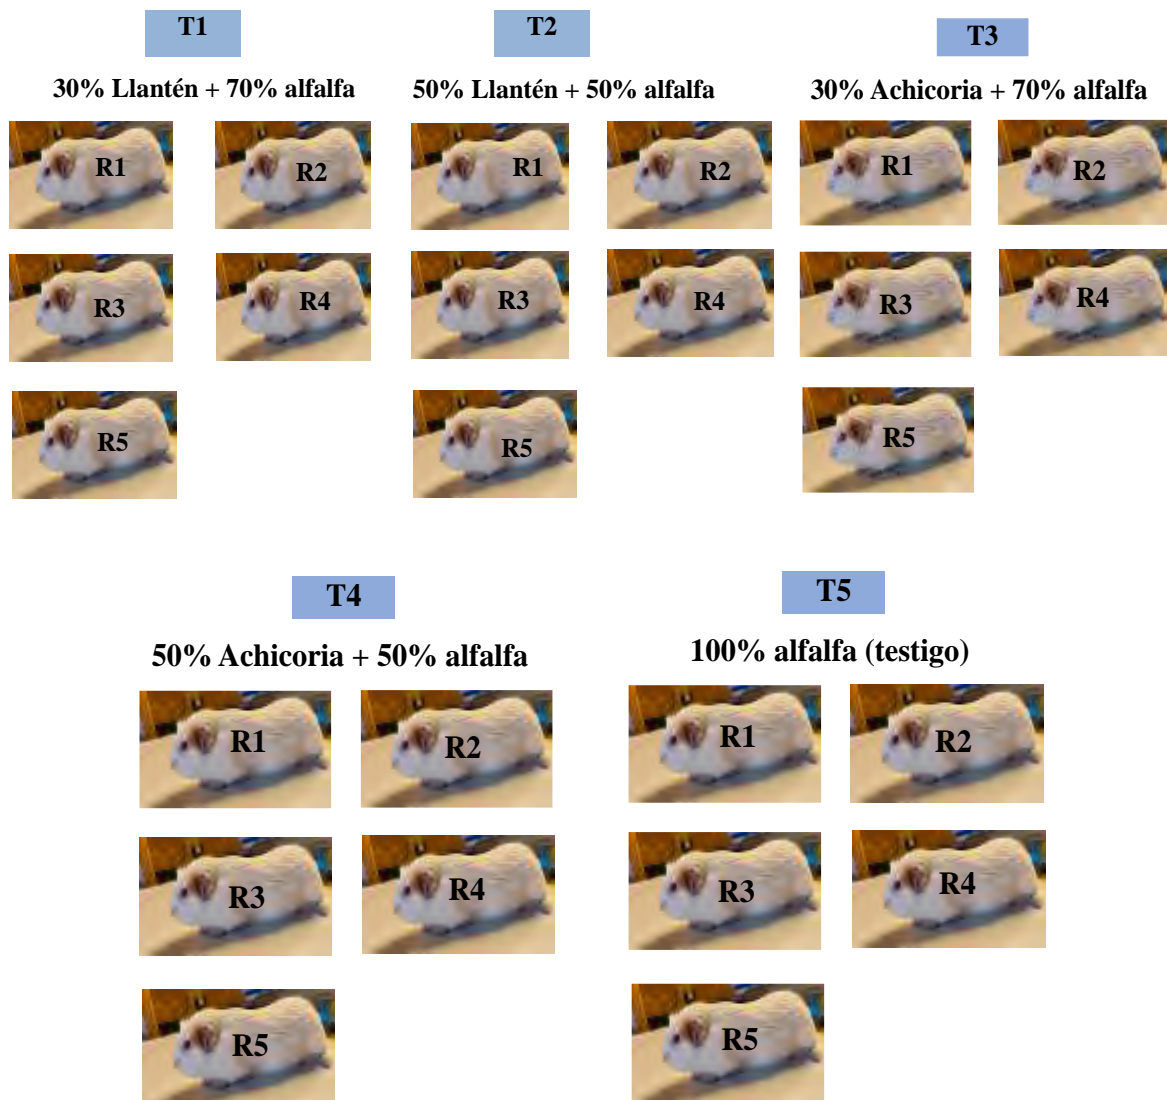 T1
30% Llantén + 70% alfalfa
R1
R2
R3
R4
R5
T2
50% Llantén + 50% alfalfa
R1
R2
R3
R4
R5
T3
30% Achicoria + 70% alfalfa
R1
R2
R3
R4
R5
T4
50% Achicoria + 50% alfalfa
R1
R2
R3
R4
R5
T5
100% alfalfa (testigo)
R1
R2
R3
R4
R5